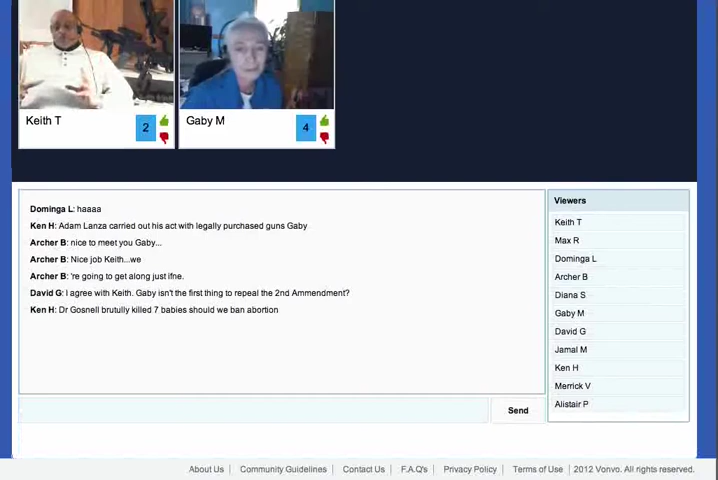 Keith T
2
Gaby M
4
Dominga L: haaaa
Ken H: Adam Lanza carried out his act with legally purchased guns Gaby
Archer B: nice to meet you Gaby...
Archer B: Nice job Keith...we
Archer B: 're going to get along just ifne.
David G: I agree with Keith. Gaby isn't the first thing to repeal the 2nd Ammendment?
Ken H: Dr Gosnell brutully killed 7 babies should we ban abortion
Send
Viewers
Keith T
Max R
Dominga L
Archer B
Diana S
Gaby M
David G
Jamal M
Ken H
Merrick V
Alistair P
About Us | Community Guidelines | Contact Us | F.A.Q's | Privacy Policy | Terms of Use | 2012 Vonvo. All rights reserved.